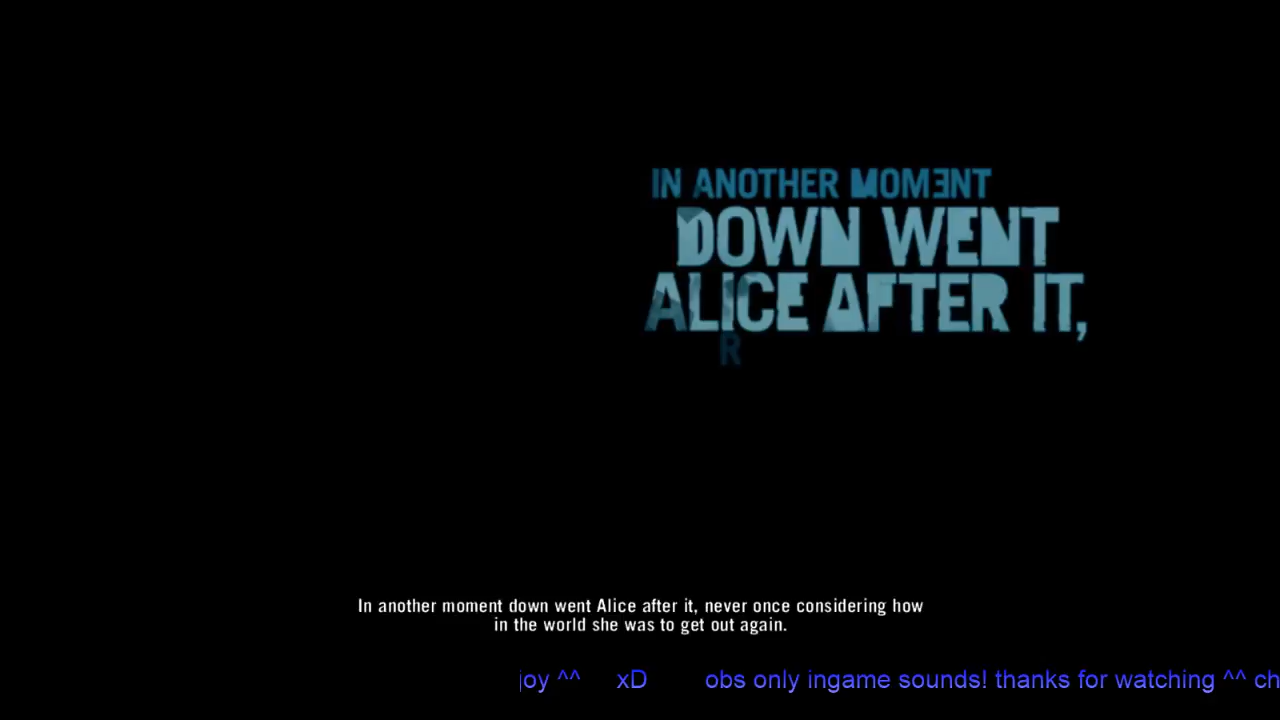 IN ANOTHER MOMENT
DOWN WENT
ALICE AFTER IT,
R
In another moment down went Alice after it, never once considering how
in the world she was to get out again.
joy ^^ xD obs only ingame sounds! thanks for watching ^^ ch